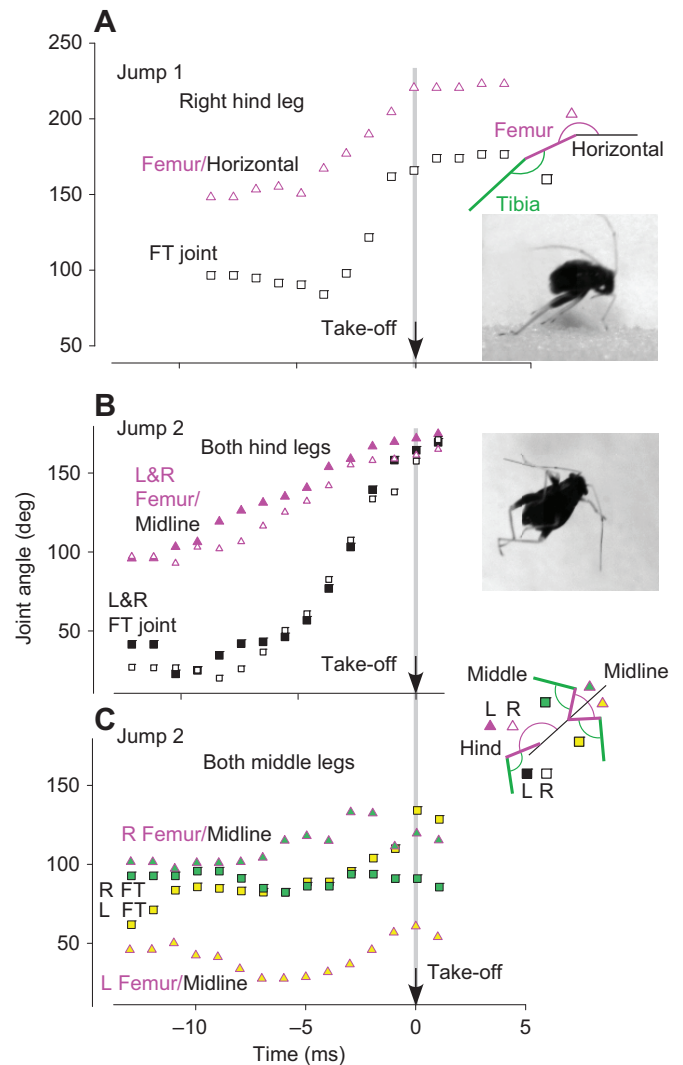 A
250
Jump 1
Right hind leg
200
Femur/Horizontal
Femur
Horizontal
150
Tibia
FT joint
100
Take-off
50
B
Jump 2
Both hind legs
150
L&R
Femur/
Midline
100
Joint angle (deg)
L&R
FT joint
50
Take-off
Middle
Midline
L R
Hind
L R
C
Jump 2
Both middle legs
150
R Femur/Midline
100
R FT
L FT
50
L Femur/Midline
Take-off
–10
–5
0
5
Time (ms)